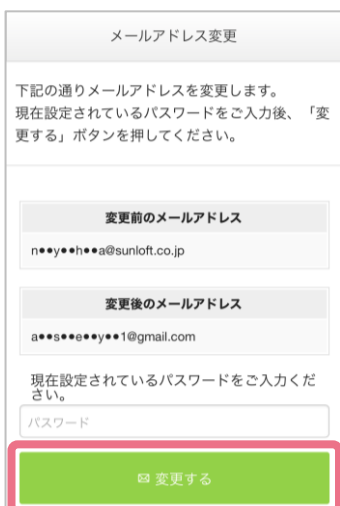 メールアドレス変更
下記の通りメールアドレスを変更します。
現在設定されているパスワードをご入力後、「変
更する」ボタンを押してください。
変更前のメールアドレス
n●●y●●h●●a@sunloft.co.jp
変更後のメールアドレス
a●●s●●e●●y●●1@gmail.com
現在設定されているパスワードをご入力くだ
さい。
パスワード
✉ 変更する